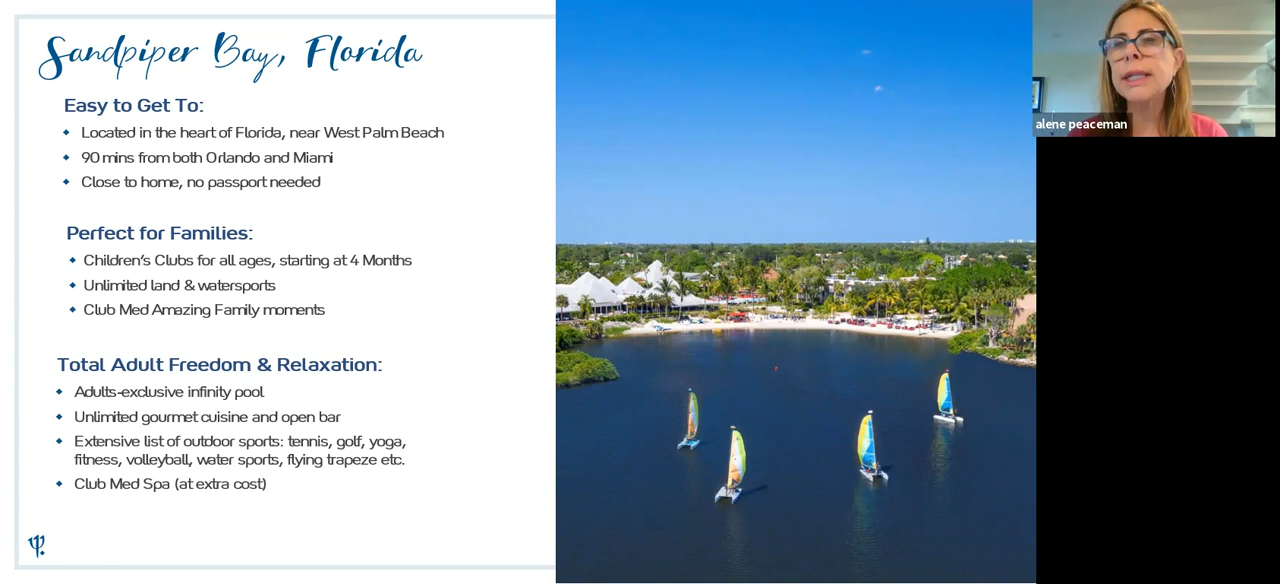 Sandpiper Bay, Florida
Easy to Get To:
Located in the heart of Florida, near West Palm Beach
90 mins from both Orlando and Miami
Close to home, no passport needed
Perfect for Families:
Children's Clubs for all ages, starting at 4 Months
Unlimited land & watersports
Club Med Amazing Family moments
Total Adult Freedom & Relaxation:
Adults-exclusive infinity pool
Unlimited gourmet cuisine and open bar
Extensive list of outdoor sports: tennis, golf, yoga,
fitness, volleyball, water sports, flying trapeze etc.
Club Med Spa (at extra cost)
alene peaceman